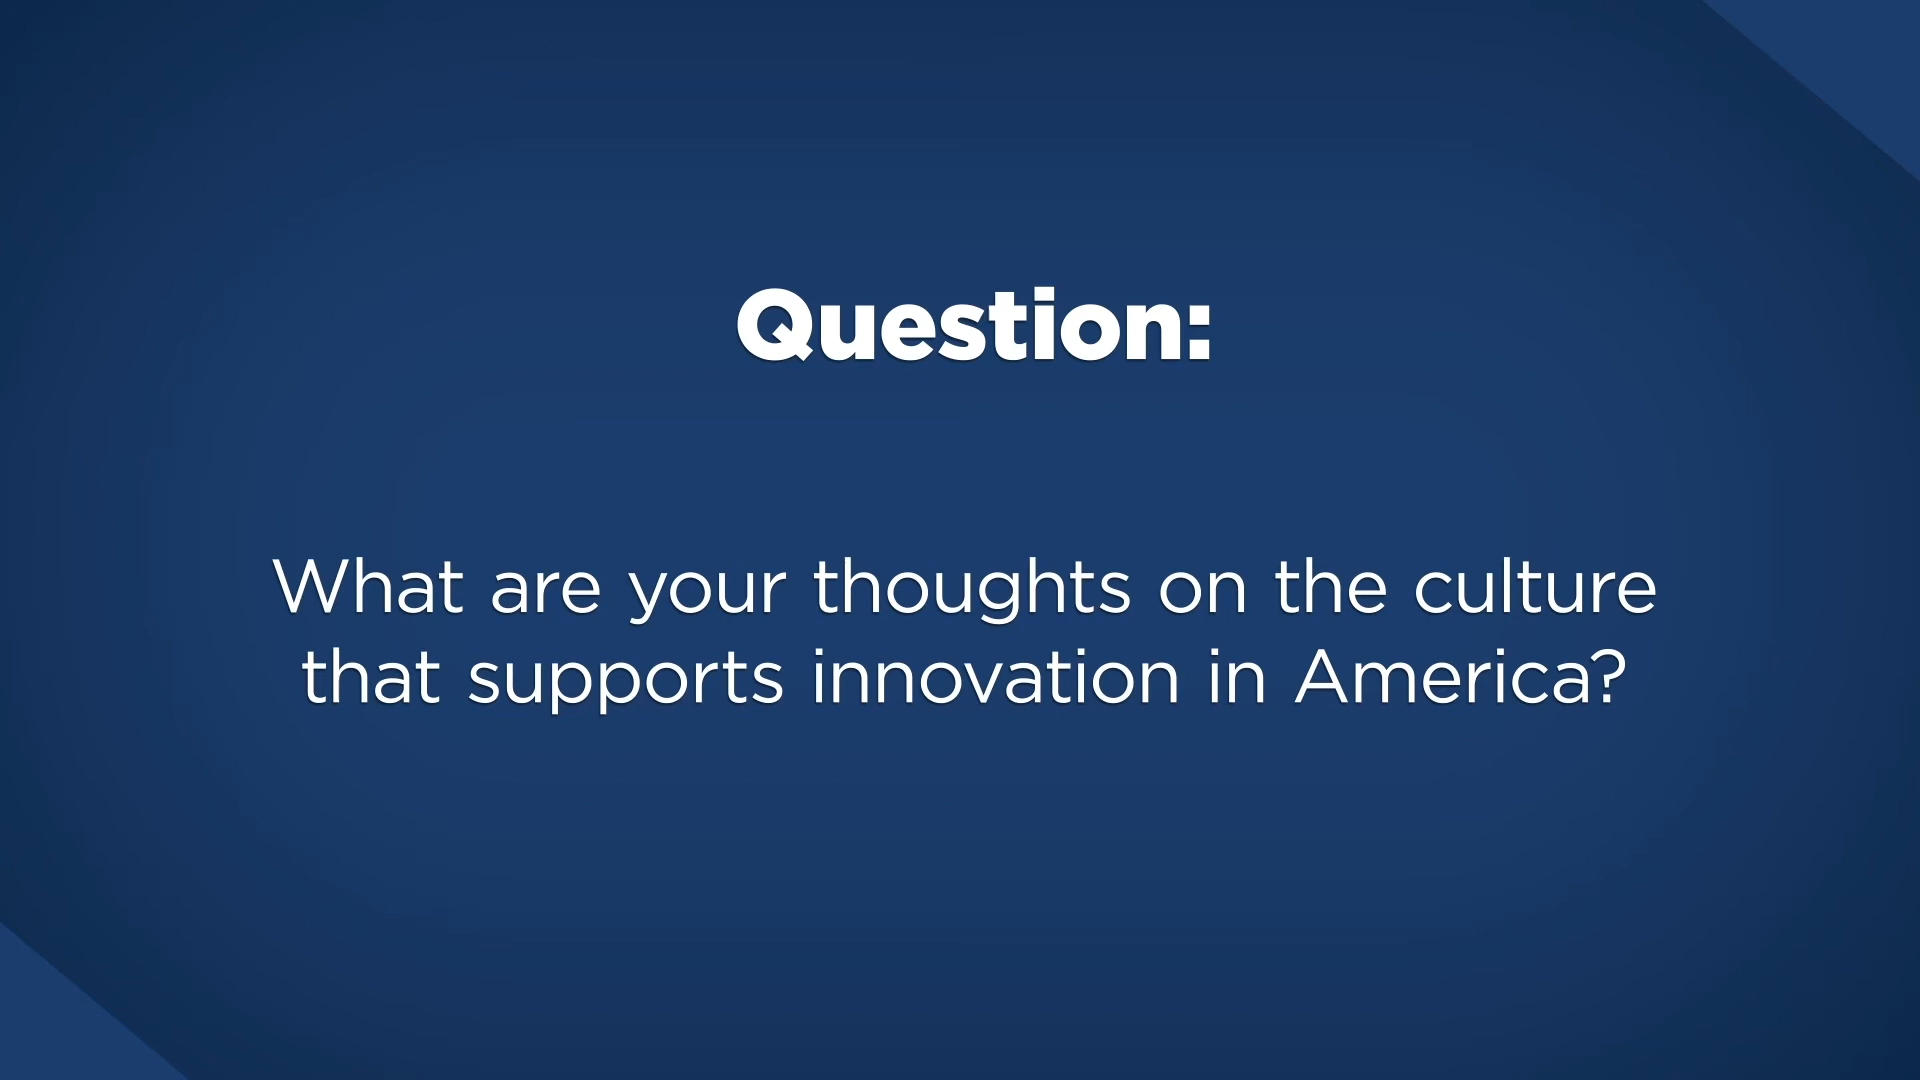 Question:
What are your thoughts on the culture
that supports innovation in America?